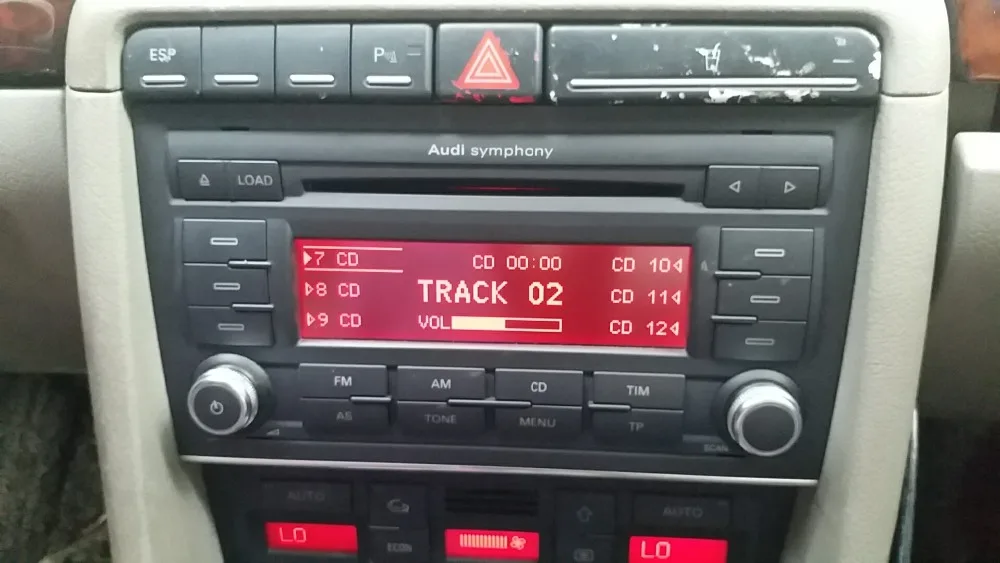 ESP P
Audi symphony
LOAD
7 CD CD 00:00 CD 10
8 CD TRACK 02 CD 11
9 CD VOL CD 12
FM AM CD TIM
AS TONE MENU TP
SCAN
AUTO AUTO
ECON
LO LO